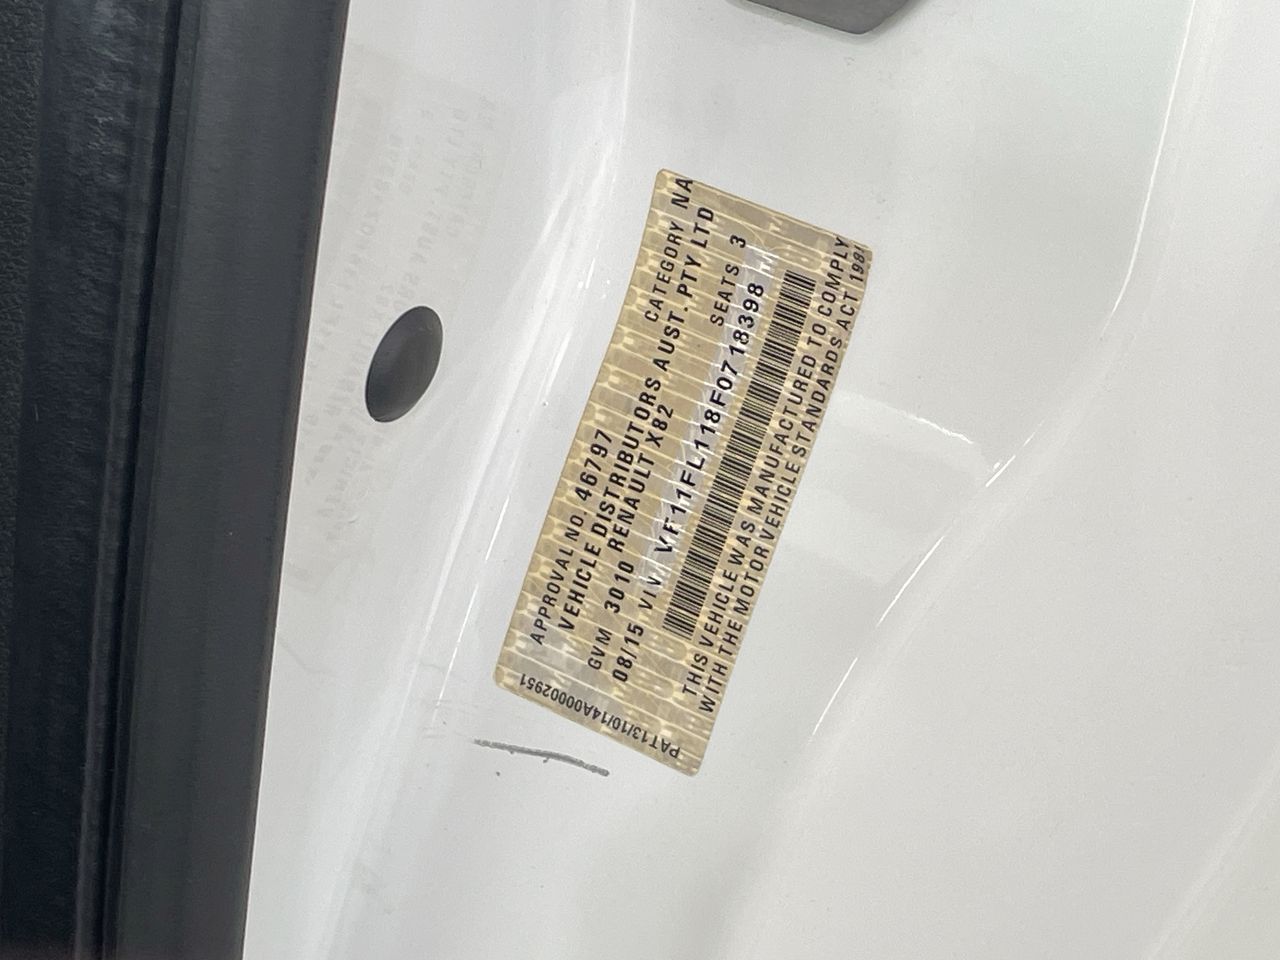 APPROVAL NO. 46797 CATEGORY NA
VEHICLE DISTRIBUTORS AUST. PTY LTD
GVM 3010 RENAULT X82 SEATS 3
08/15 VIN VF11FL118F0718398
THIS VEHICLE WAS MANUFACTURED TO COMPLY
WITH THE MOTOR VEHICLE STANDARDS ACT 1989
PAT13/10/14A00002951